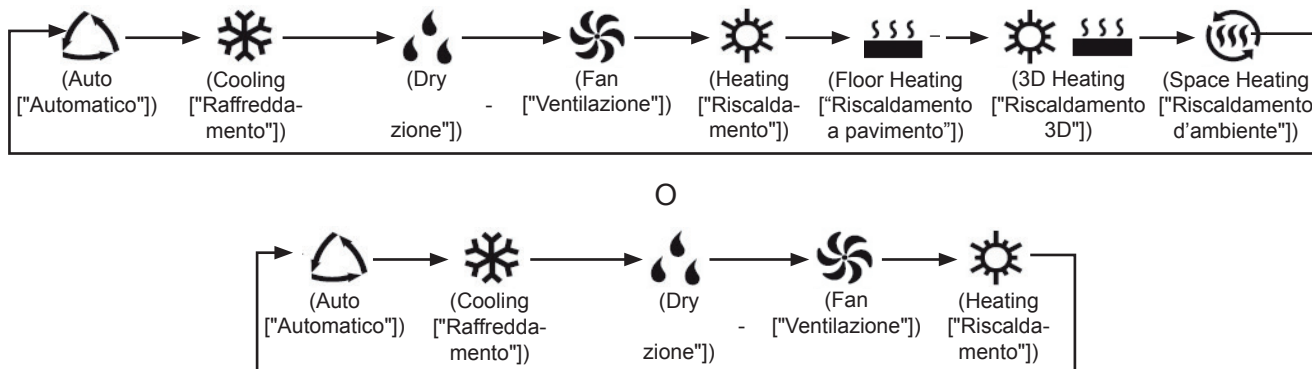 (Auto ["Automatico"])
(Cooling ["Raffredda-
mento"])
(Dry -
zione"])
(Fan ["Ventilazione"])
(Heating ["Riscalda-
mento"])
(Floor Heating [“Riscaldamento
a pavimento”])
(3D Heating ["Riscaldamento
3D"])
(Space Heating ["Riscaldamento
d’ambiente"])
O
(Auto ["Automatico"])
(Cooling ["Raffredda-
mento"])
(Dry -
zione"])
(Fan ["Ventilazione"])
(Heating ["Riscalda-
mento"])